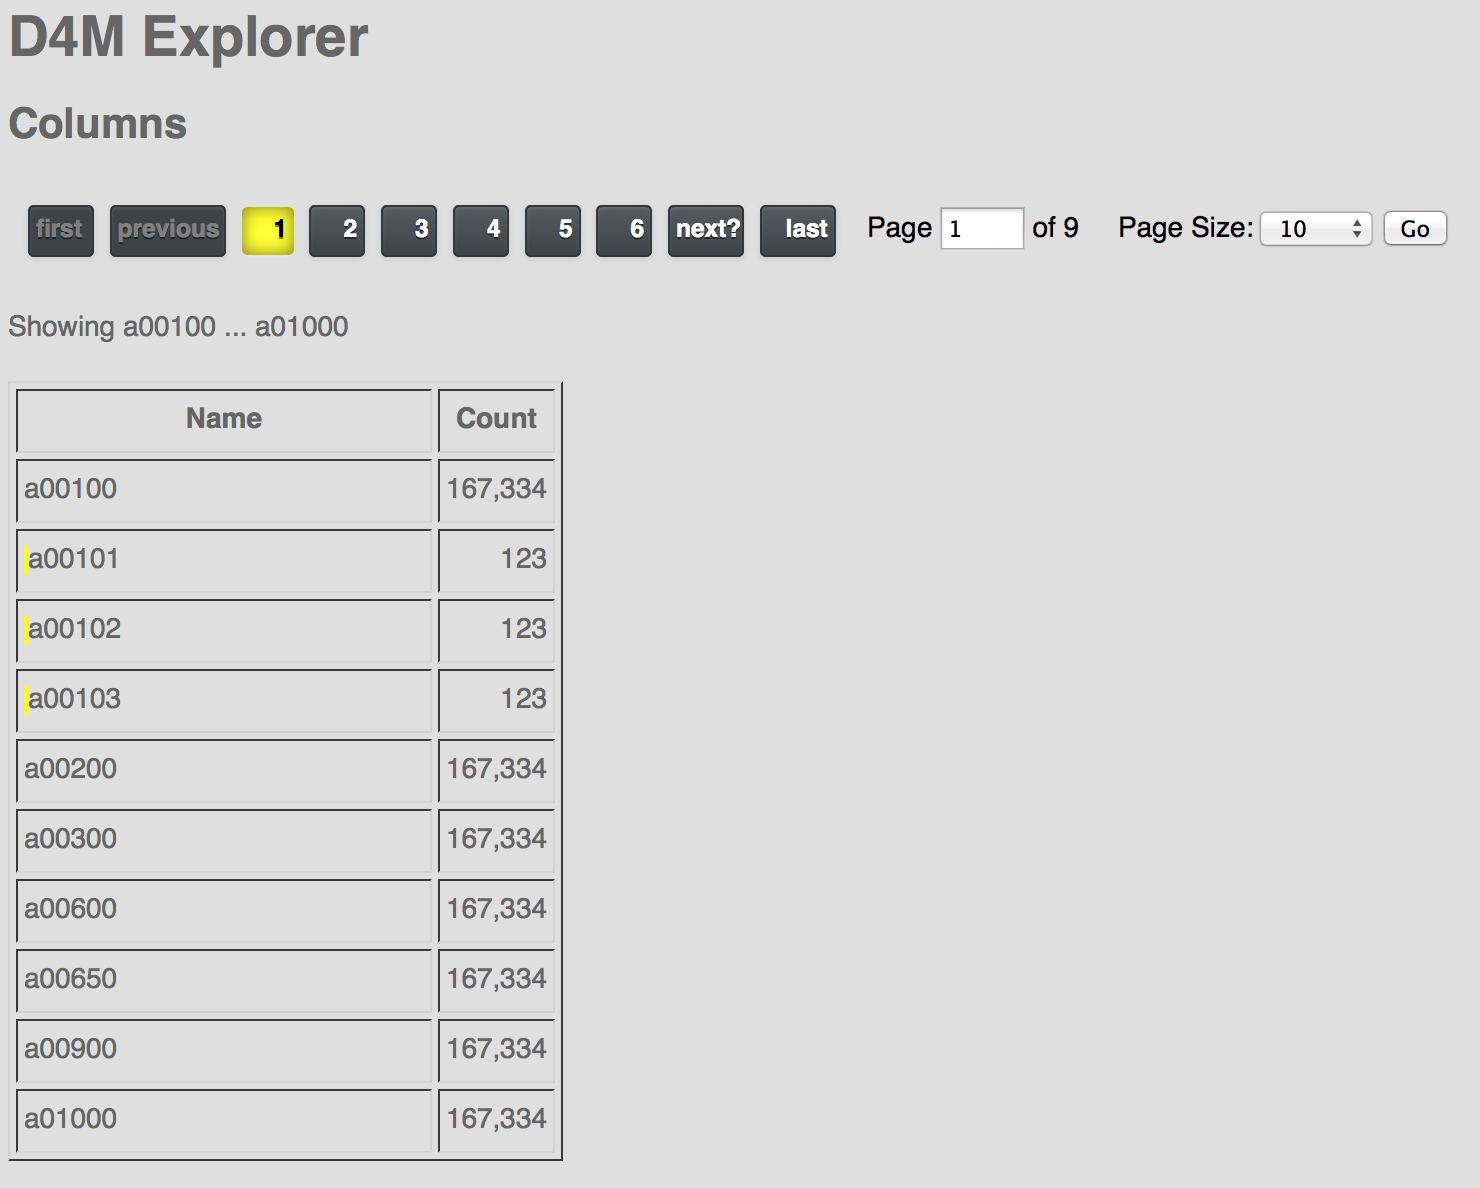 D4M Explorer
Columns
first previous 1 2 3 4 5 6 next? last Page 1 of 9 Page Size: 10 Go
Showing a00100 ... a01000
Name Count
a00100 167,334
a00101 123
a00102 123
a00103 123
a00200 167,334
a00300 167,334
a00600 167,334
a00650 167,334
a00900 167,334
a01000 167,334